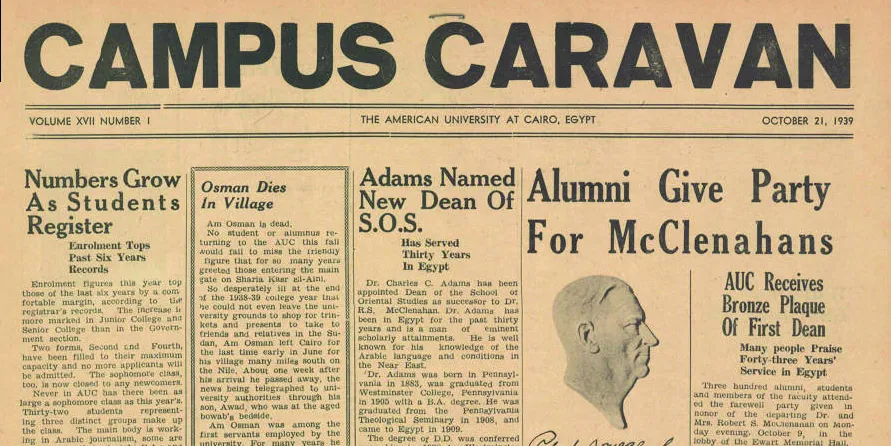 CAMPUS CARAVAN
VOLUME XVII NUMBER 1
THE AMERICAN UNIVERSITY AT CAIRO, EGYPT
OCTOBER 21, 1939
Numbers Grow
As Students
Register
Enrolment Tops
Past Six Years
Records
Enrolment figures this year top
those of the last six years by a com-
fortable margin, according to the
registrar's records. The increase is
more marked in Junior College and
Senior College than in the Govern-
ment section.
Two forms, Second and Fourth,
have been filled to their maximum
capacity and no more applicants will
be admitted. The sophomore class,
too, is now closed to any newcomers.
Never in AUC has there been as
large a sophomore class as this year's.
Thirty-two students represent-
ing three distinct groups make up
the class. The main body is work-
ing in Arabic journalism, some are
Osman Dies
In Village
Am Osman is dead.
No student or alumnus re-
turning to the AUC this fall
would fail to miss the friendly
figure that for so many years
greeted those entering the main
gate on Sharia Kasr El-Aini.
So desperately ill at the end
of the 1938-39 college year that
he could not even leave the uni-
versity grounds to shop for trin-
kets and presents to take to
friends and relatives in the Su-
dan, Am Osman left Cairo for
the last time early in June for
his village many miles south on
the Nile. About one week after
his arrival he passed away, the
news being telegraphed to uni-
versity authorities through his
son, Awad, who was at the aged
bowab's bedside.
Am Osman was among the
first servants employed by the
university. For many years he
Adams Named
New Dean Of
S.O.S.
Has Served
Thirty Years
In Egypt
Dr. Charles C. Adams has been
appointed Dean of the School of
Oriental Studies as successor to Dr.
R.S. McClenahan. Dr. Adams has
been in Egypt for the past thirty
years and is a man of eminent
scholarly attainments. He is well
known for his knowledge of the
Arabic language and conditions in
the Near East.
Dr. Adams was born in Pennsyl-
vania in 1883, was graduated from
Westminster College, Pennsylvania
in 1905 with a B.A. degree. He was
graduated from the Pennsylvania
Theological Seminary in 1908, and
came to Egypt in 1909.
The degree of D.D. was conferred
Alumni Give Party
For McClenahans
AUC Receives
Bronze Plaque
Of First Dean
Many people Praise
Forty-three Years'
Service in Egypt
Three hundred alumni, students
and members of the faculty attend-
ed the farewell party given in
honor of the departing Dr. and
Mrs. Robert S. McClenahan on Mon-
day evening, October 9, in the
lobby of the Ewart Memorial Hall.